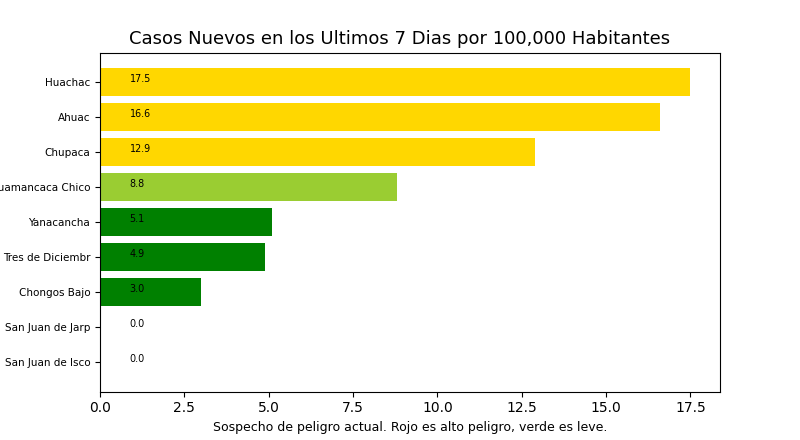 Casos Nuevos en los Ultimos 7 Dias por 100,000 Habitantes
Huachac 17.5
Ahuac 16.6
Chupaca 12.9
uamancaca Chico 8.8
Yanacancha 5.1
Tres de Diciembr 4.9
Chongos Bajo 3.0
San Juan de Jarp 0.0
San Juan de Isco 0.0
0.0 2.5 5.0 7.5 10.0 12.5 15.0 17.5
Sospecho de peligro actual. Rojo es alto peligro, verde es leve.